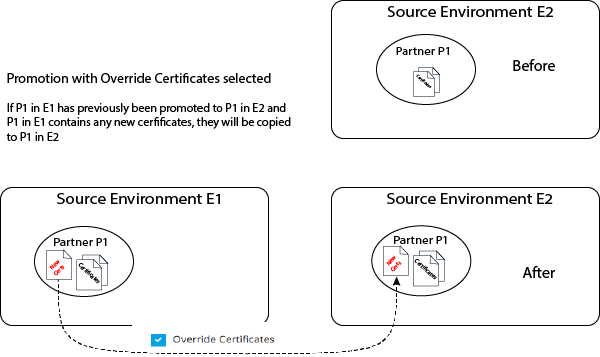 Source Environment E2
Partner P1
Certificates
Before
Promotion with Override Certificates selected
If P1 in E1 has previously been promoted to P1 in E2 and
P1 in E1 contains any new cerfificates, they will be copied
to P1 in E2
Source Environment E1
Partner P1
New
Certs
Certificates
Source Environment E2
Partner P1
New
Certs
Certificates
After
Override Certificates